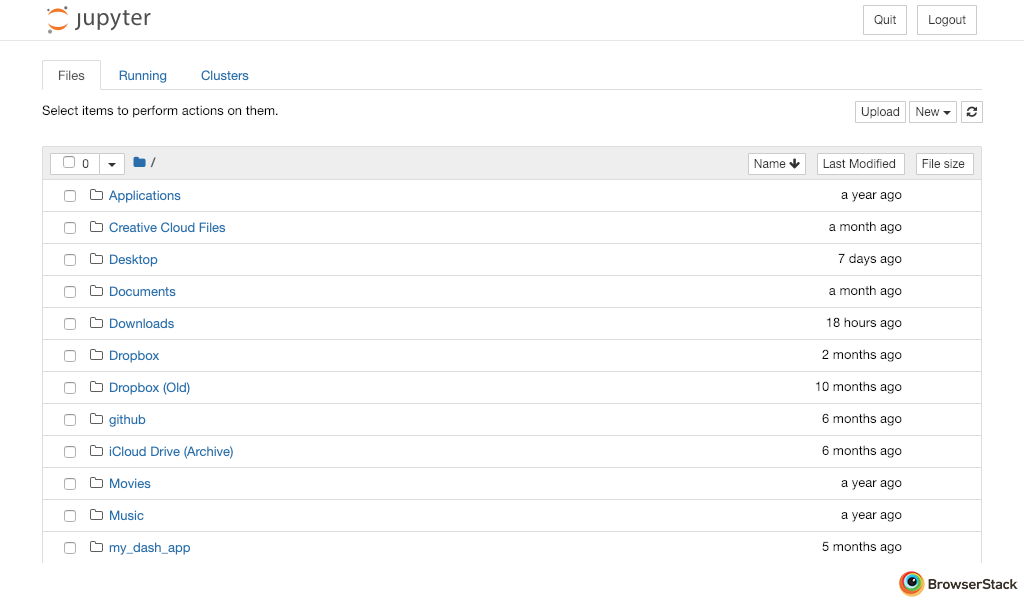 jupyter
Quit Logout
Files Running Clusters
Select items to perform actions on them.
Upload New
0 / Name Last Modified File size
Applications a year ago
Creative Cloud Files a month ago
Desktop 7 days ago
Documents a month ago
Downloads 18 hours ago
Dropbox 2 months ago
Dropbox (Old) 10 months ago
github 6 months ago
iCloud Drive (Archive) 6 months ago
Movies a year ago
Music a year ago
my_dash_app 5 months ago
BrowserStack